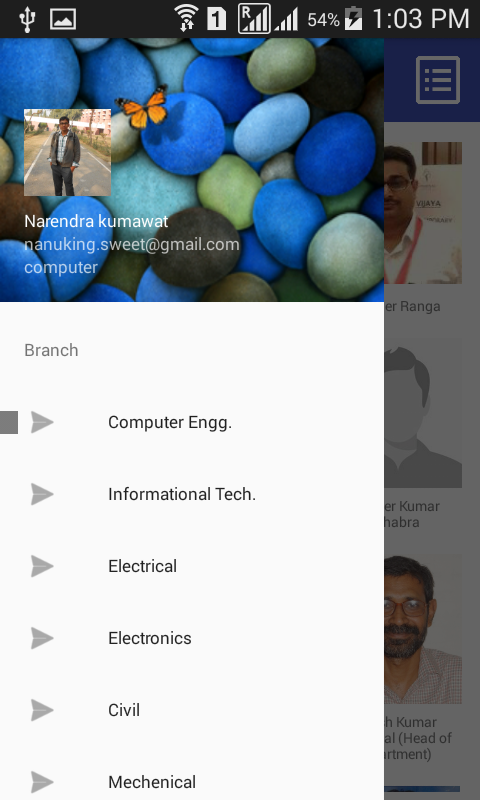 R
1
54%
1:03 PM
Narendra kumawat
nanuking.sweet@gmail.com
computer
Branch
Computer Engg.
Informational Tech.
Electrical
Electronics
Civil
Mechenical
VIJAYA
er Ranga
er Kumar
habra
h Kumar
al (Head of
artment)